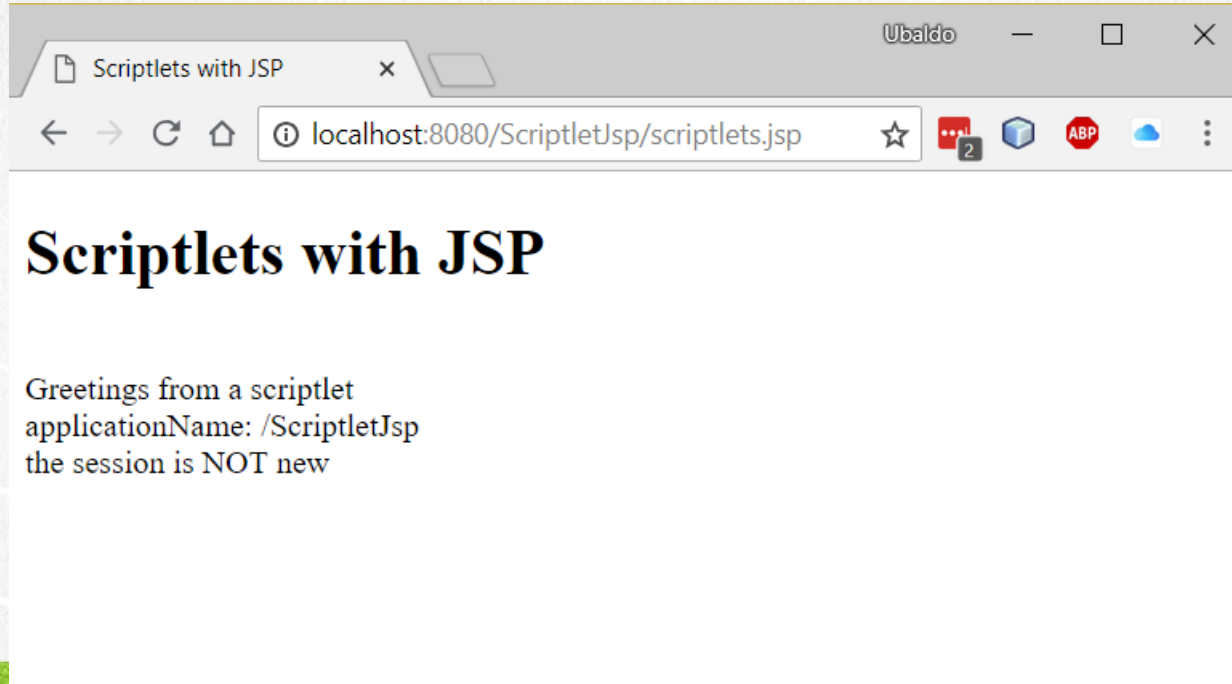 Ubaldo
Scriptlets with JSP
localhost:8080/ScriptletJsp/scriptlets.jsp
2
ABP
Scriptlets with JSP
Greetings from a scriptlet
applicationName: /ScriptletJsp
the session is NOT new